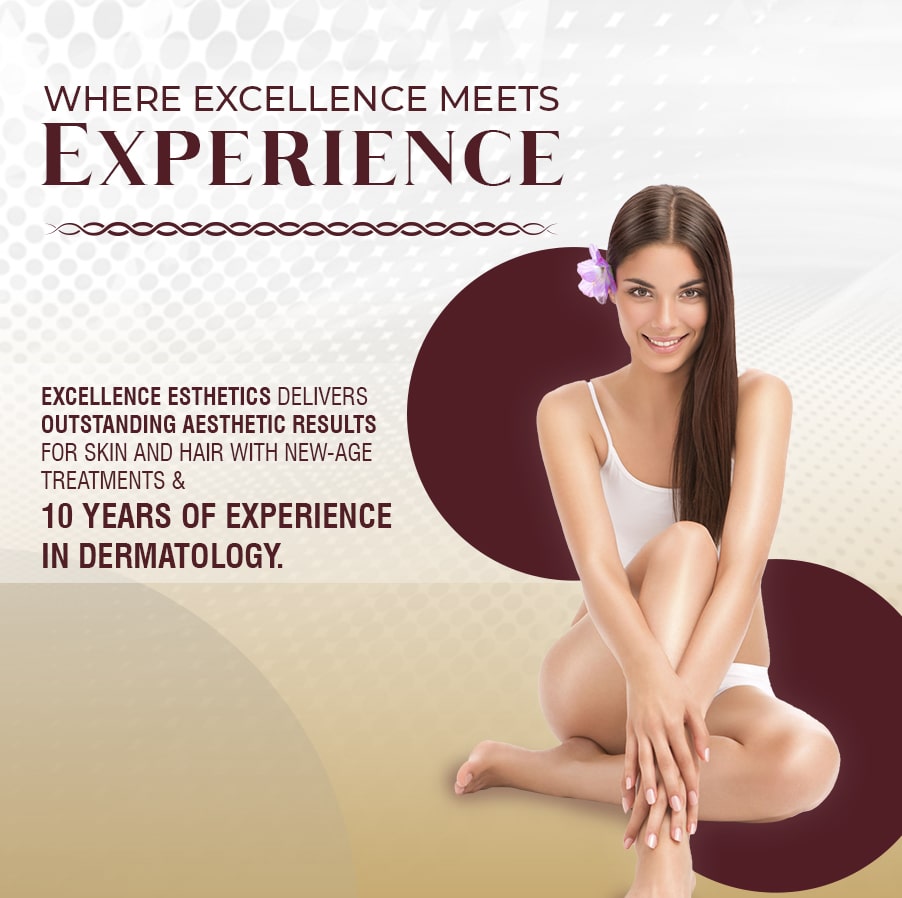 WHERE EXCELLENCE MEETS
EXPERIENCE
EXCELLENCE ESTHETICS DELIVERS
OUTSTANDING AESTHETIC RESULTS
FOR SKIN AND HAIR WITH NEW-AGE
TREATMENTS &
10 YEARS OF EXPERIENCE
IN DERMATOLOGY.